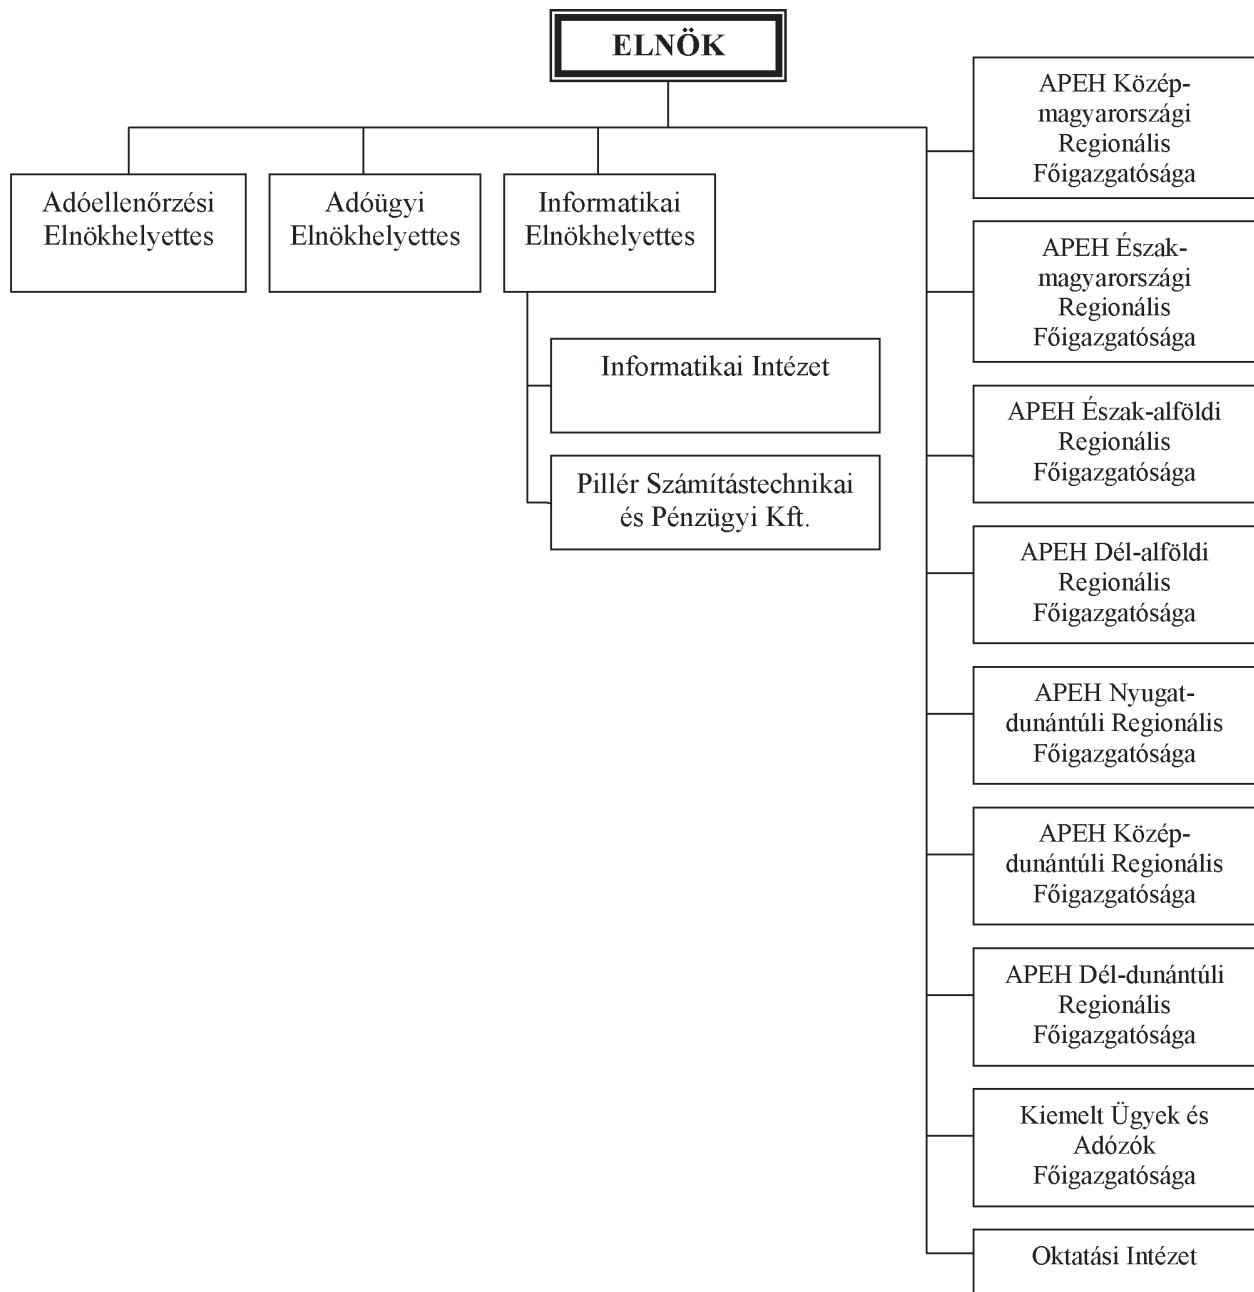 ELNÖK
Adóellenőrzési
Elnökhelyettes
Adóügyi
Elnökhelyettes
Informatikai
Elnökhelyettes
Informatikai Intézet
Pillér Számítástechnikai
és Pénzügyi Kft.
APEH Közép-
magyarországi
Regionális
Főigazgatósága
APEH Észak-
magyarországi
Regionális
Főigazgatósága
APEH Észak-alföldi
Regionális
Főigazgatósága
APEH Dél-alföldi
Regionális
Főigazgatósága
APEH Nyugat-
dunántúli Regionális
Főigazgatósága
APEH Közép-
dunántúli Regionális
Főigazgatósága
APEH Dél-dunántúli
Regionális
Főigazgatósága
Kiemelt Ügyek és
Adózók
Főigazgatósága
Oktatási Intézet